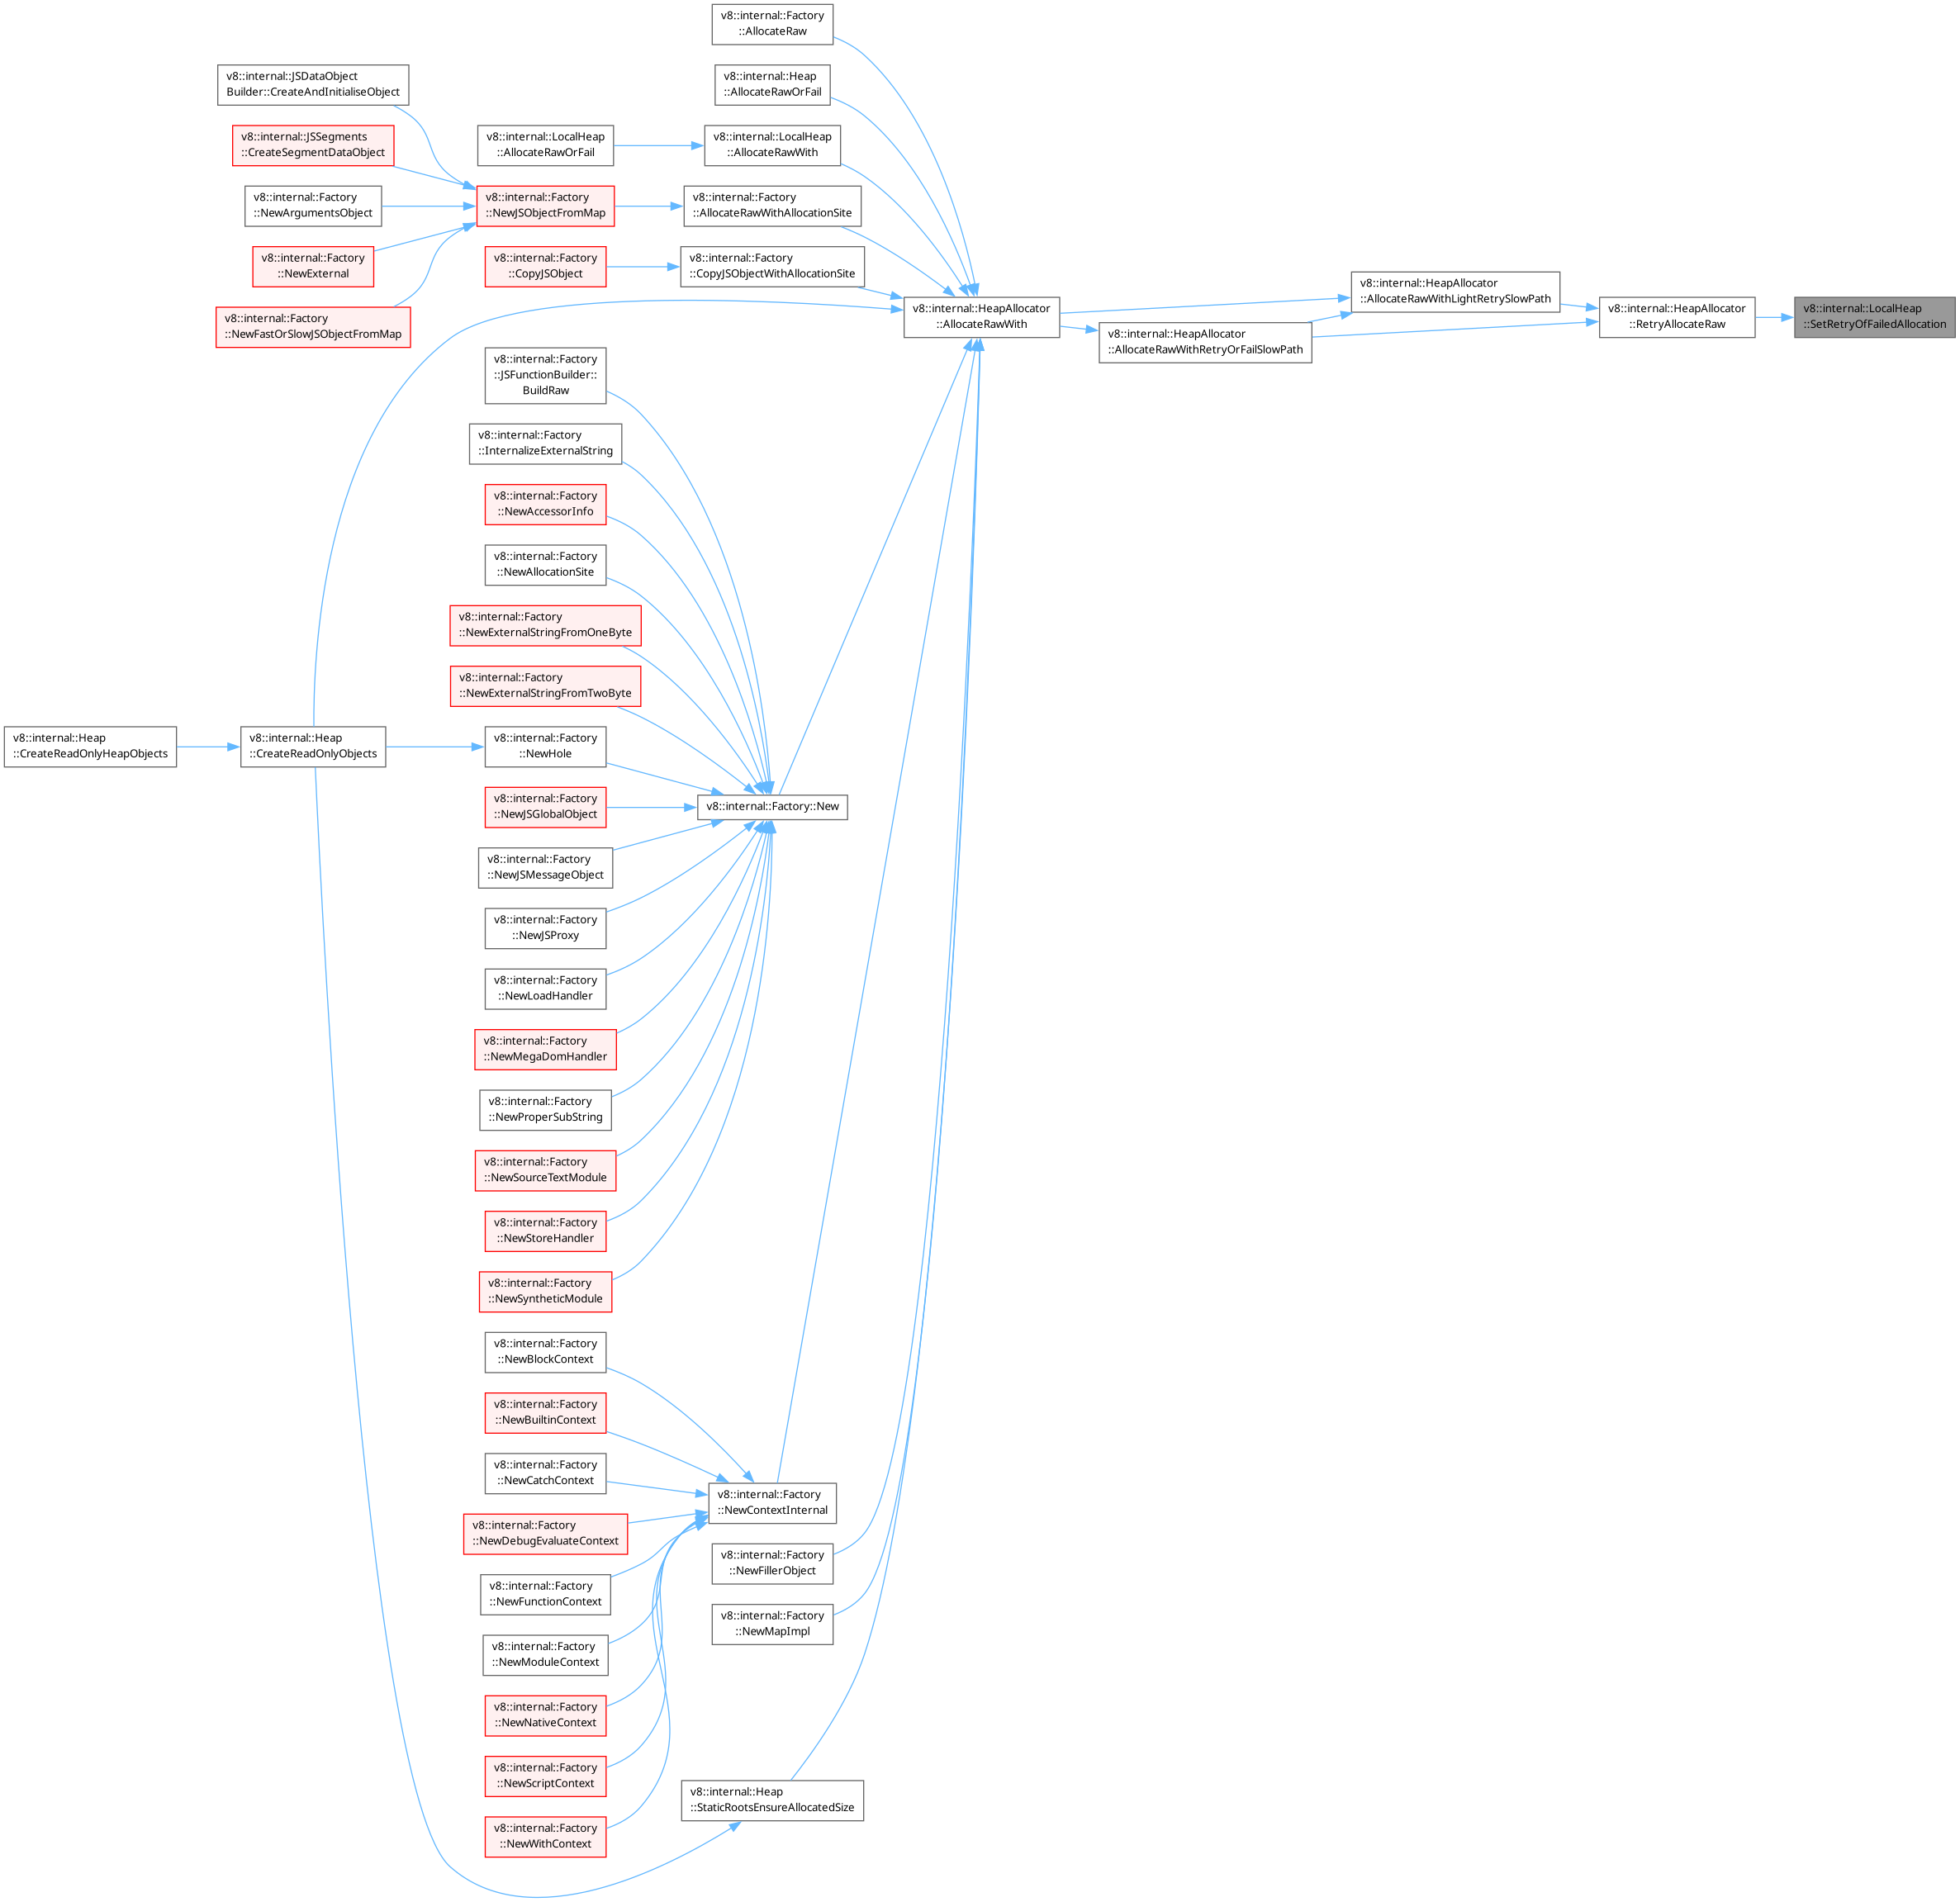 v8::internal::Factory
::AllocateRaw
v8::internal::JSDataObject
Builder::CreateAndInitialiseObject
v8::internal::Heap
::AllocateRawOrFail
v8::internal::JSSegments
::CreateSegmentDataObject
v8::internal::LocalHeap
::AllocateRawOrFail
v8::internal::LocalHeap
::AllocateRawWith
v8::internal::Factory
::NewArgumentsObject
v8::internal::Factory
::NewJSObjectFromMap
v8::internal::Factory
::AllocateRawWithAllocationSite
v8::internal::Factory
::NewExternal
v8::internal::Factory
::CopyJSObject
v8::internal::Factory
::CopyJSObjectWithAllocationSite
v8::internal::Factory
::NewFastOrSlowJSObjectFromMap
v8::internal::HeapAllocator
::AllocateRawWith
v8::internal::HeapAllocator
::AllocateRawWithRetryOrFailSlowPath
v8::internal::HeapAllocator
::AllocateRawWithLightRetrySlowPath
v8::internal::HeapAllocator
::RetryAllocateRaw
v8::internal::LocalHeap
::SetRetryOfFailedAllocation
v8::internal::Factory
::JSFunctionBuilder::
BuildRaw
v8::internal::Factory
::InternalizeExternalString
v8::internal::Factory
::NewAccessorInfo
v8::internal::Factory
::NewAllocationSite
v8::internal::Factory
::NewExternalStringFromOneByte
v8::internal::Factory
::NewExternalStringFromTwoByte
v8::internal::Heap
::CreateReadOnlyHeapObjects
v8::internal::Heap
::CreateReadOnlyObjects
v8::internal::Factory
::NewHole
v8::internal::Factory
::NewJSGlobalObject
v8::internal::Factory::New
v8::internal::Factory
::NewJSMessageObject
v8::internal::Factory
::NewJSProxy
v8::internal::Factory
::NewLoadHandler
v8::internal::Factory
::NewMegaDomHandler
v8::internal::Factory
::NewProperSubString
v8::internal::Factory
::NewSourceTextModule
v8::internal::Factory
::NewStoreHandler
v8::internal::Factory
::NewSyntheticModule
v8::internal::Factory
::NewBlockContext
v8::internal::Factory
::NewBuiltinContext
v8::internal::Factory
::NewCatchContext
v8::internal::Factory
::NewContextInternal
v8::internal::Factory
::NewDebugEvaluateContext
v8::internal::Factory
::NewFillerObject
v8::internal::Factory
::NewFunctionContext
v8::internal::Factory
::NewMapImpl
v8::internal::Factory
::NewModuleContext
v8::internal::Factory
::NewNativeContext
v8::internal::Factory
::NewScriptContext
v8::internal::Heap
::StaticRootsEnsureAllocatedSize
v8::internal::Factory
::NewWithContext